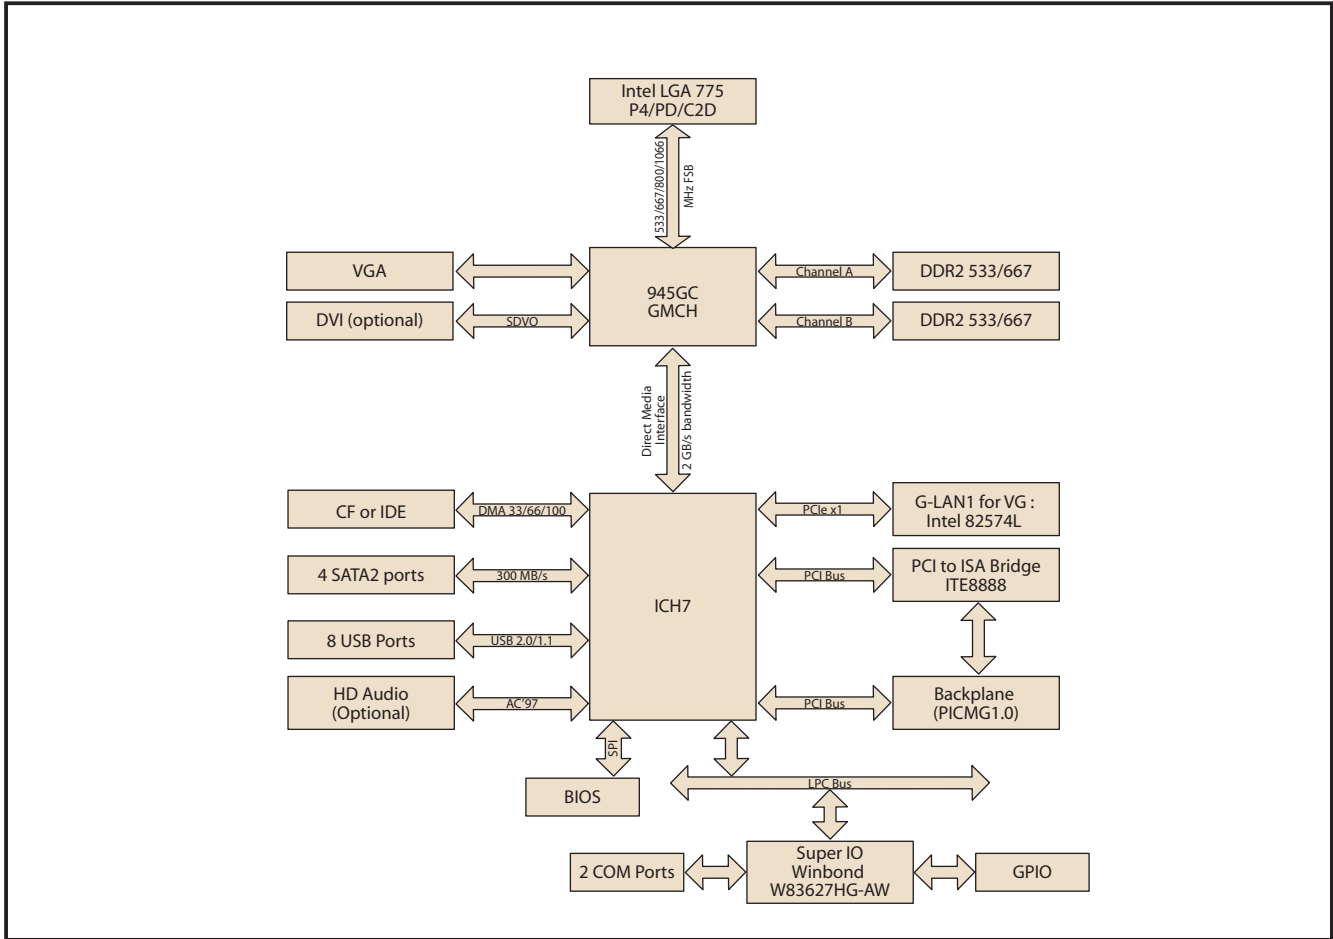 Intel LGA 775
P4/PD/C2D
533/667/800/1066
MHz FSB
VGA
945GC
GMCH
Channel A
DDR2 533/667
DVI (optional)
SDVO
Channel B
DDR2 533/667
Direct Media
Interface
2 GB/s bandwidth
CF or IDE
DMA 33/66/100
PCIe x1
G-LAN1 for VG :
Intel 82574L
4 SATA2 ports
300 MB/s
ICH7
PCI Bus
PCI to ISA Bridge
ITE8888
8 USB Ports
USB 2.0/1.1
HD Audio
(Optional)
AC'97
PCI Bus
Backplane
(PICMG1.0)
SPI
BIOS
LPC Bus
2 COM Ports
Super IO
Winbond
W83627HG-AW
GPIO